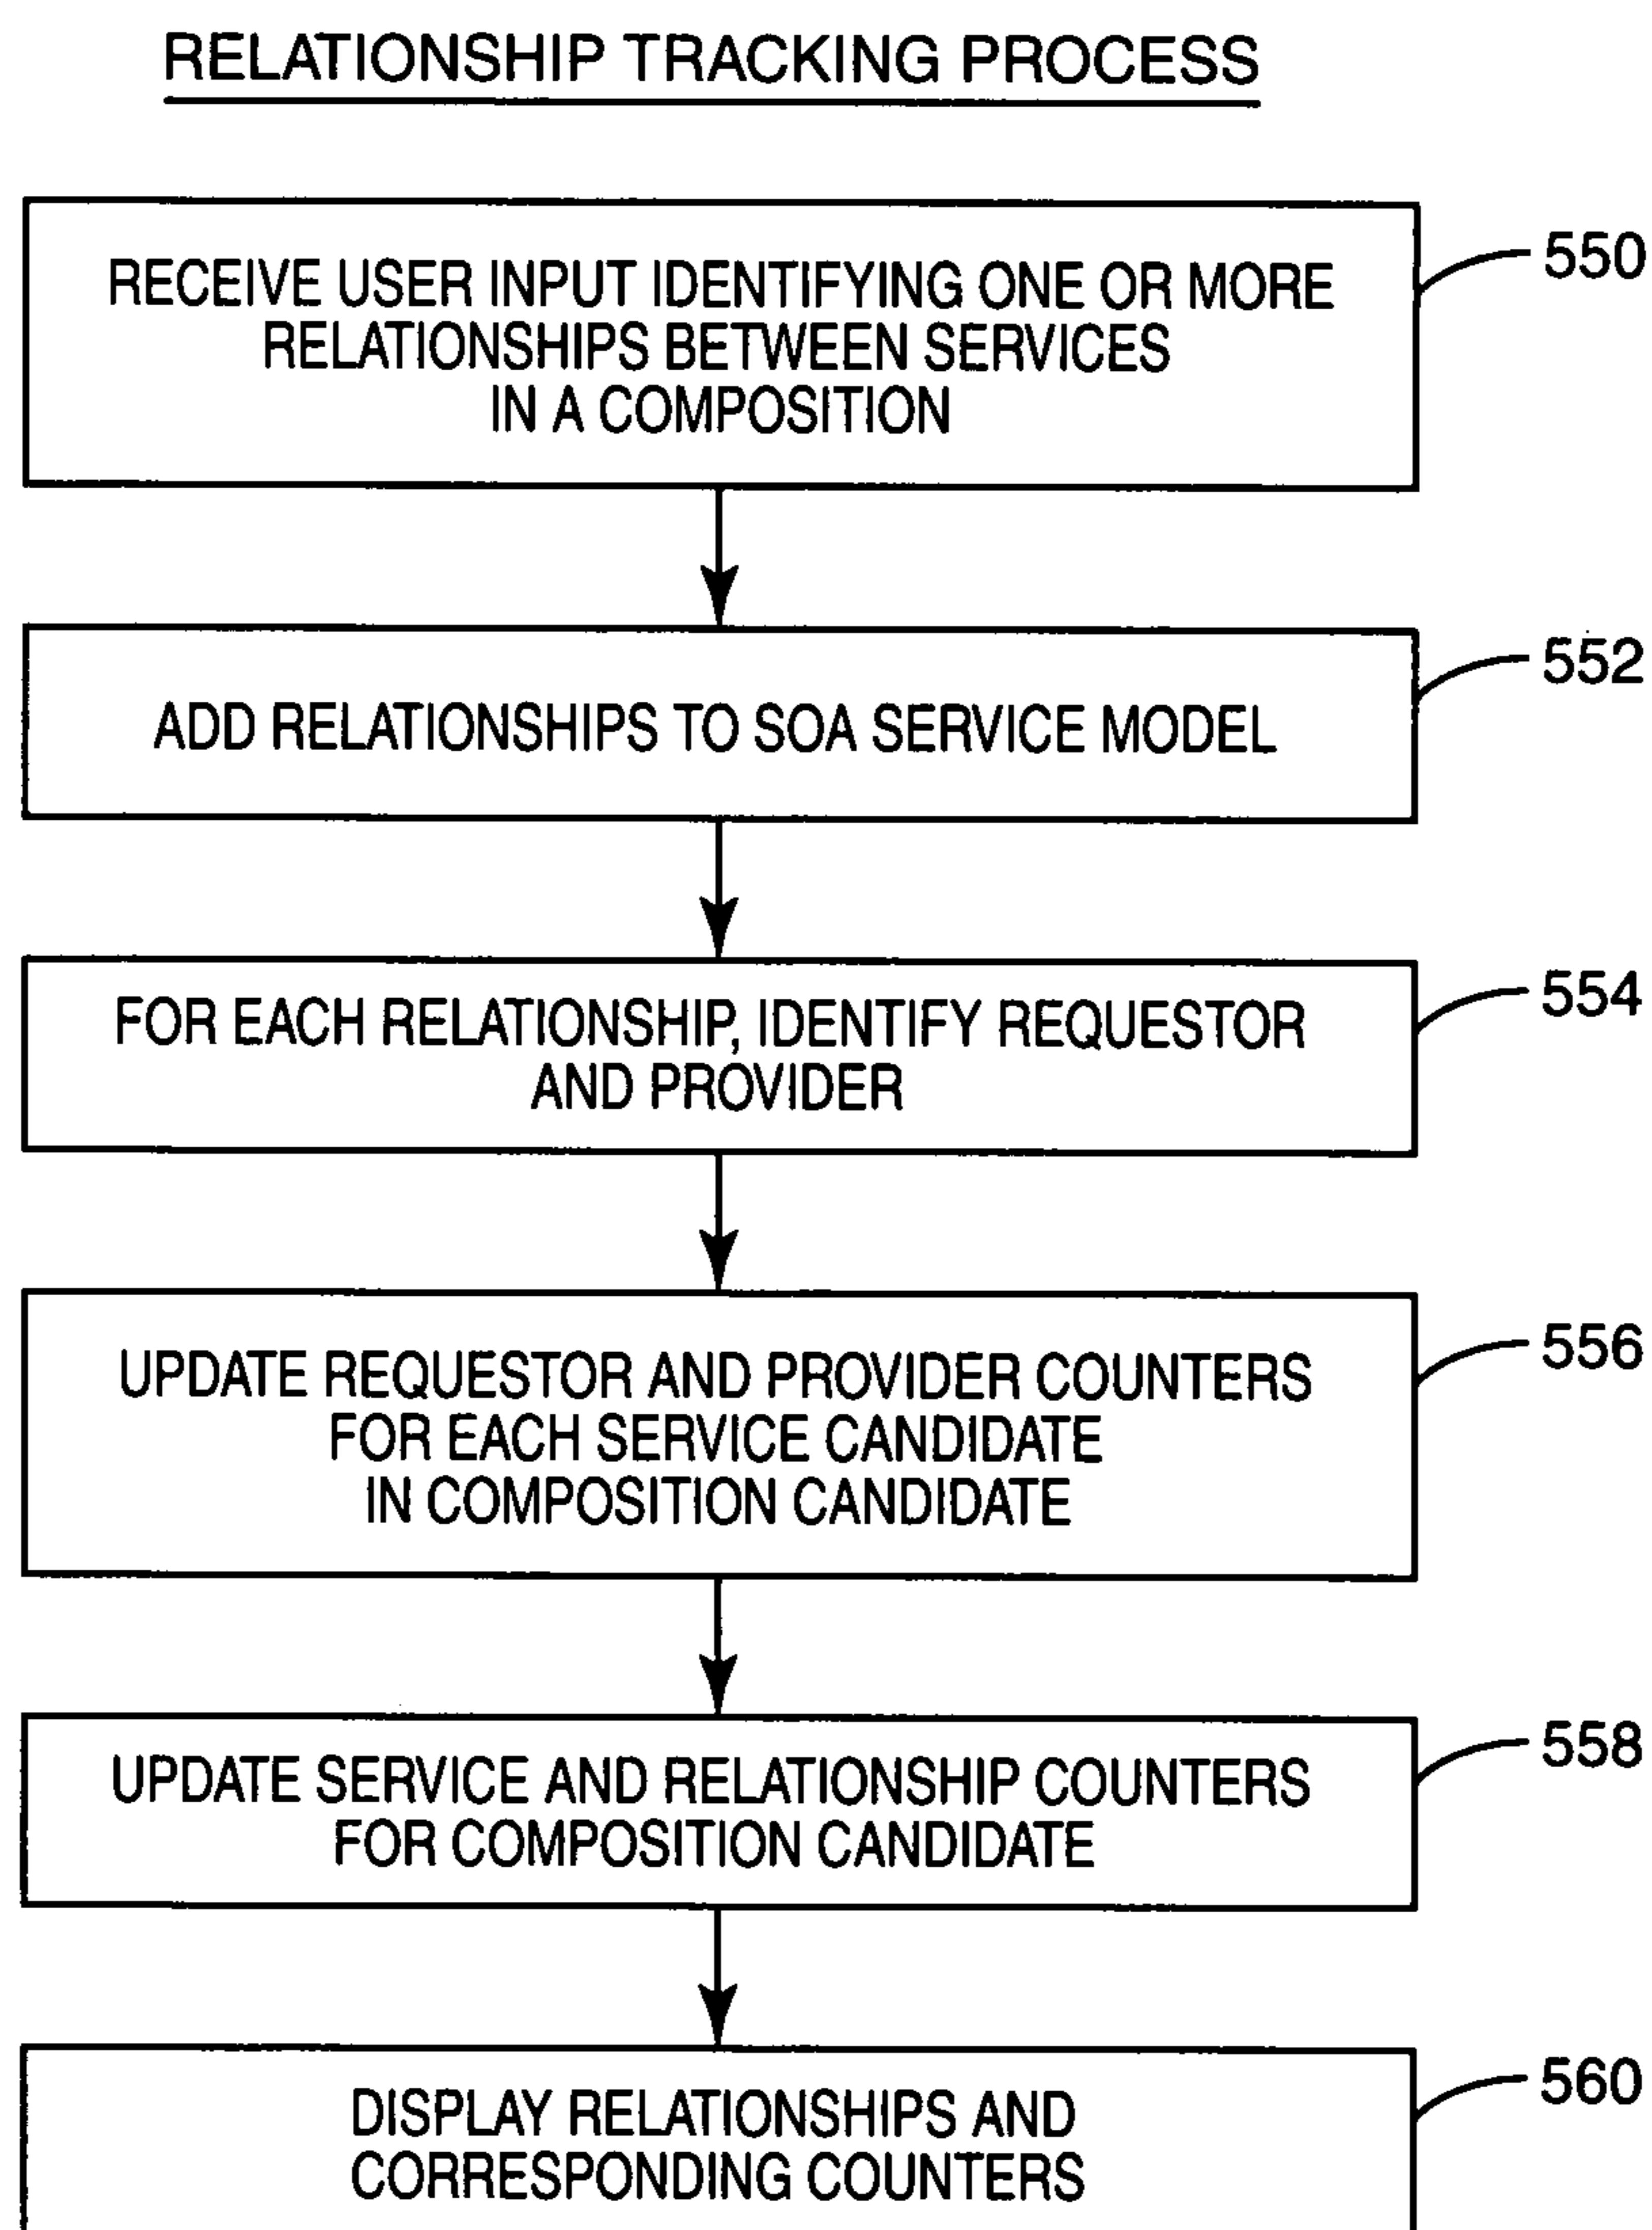 RELATIONSHIP TRACKING PROCESS
RECEIVE USER INPUT IDENTIFYING ONE OR MORE
RELATIONSHIPS BETWEEN SERVICES
IN A COMPOSITION
550
ADD RELATIONSHIPS TO SOA SERVICE MODEL
552
FOR EACH RELATIONSHIP, IDENTIFY REQUESTOR
AND PROVIDER
554
UPDATE REQUESTOR AND PROVIDER COUNTERS
FOR EACH SERVICE CANDIDATE
IN COMPOSITION CANDIDATE
556
UPDATE SERVICE AND RELATIONSHIP COUNTERS
FOR COMPOSITION CANDIDATE
558
DISPLAY RELATIONSHIPS AND
CORRESPONDING COUNTERS
560